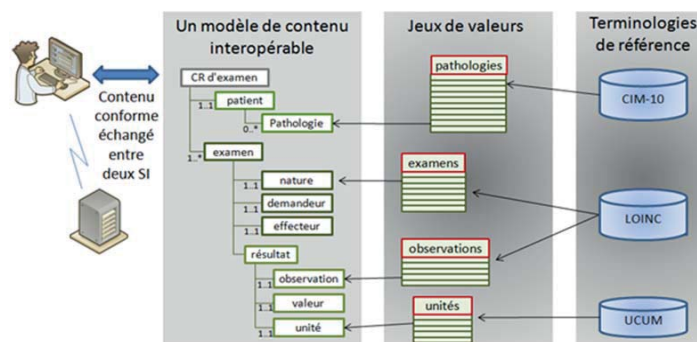 Un modèle de contenu
interopérable
Jeux de valeurs
Terminologies
de référence
Contenu
conforme
échangé
entre
deux SI
CR d'examen
1..1
patient
0..*
Pathologie
1..*
examen
1..1
nature
1..1
demandeur
1..1
effecteur
résultat
1..1
observation
1..1
valeur
1..1
unité
pathologies
examens
observations
unités
CIM-10
LOINC
UCUM